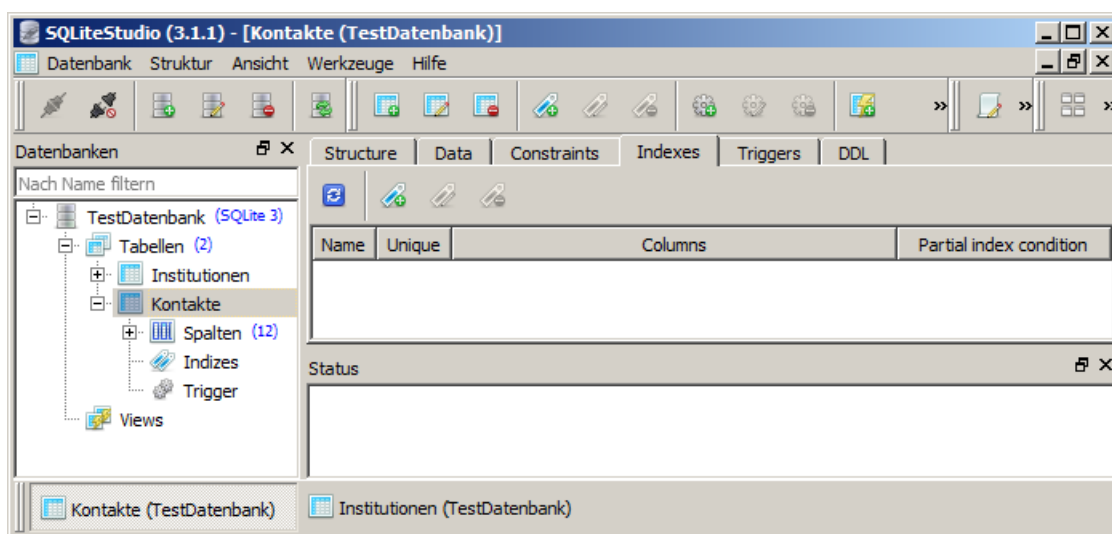 SQLiteStudio (3.1.1) - [Kontakte (TestDatenbank)]
Datenbank Struktur Ansicht Werkzeuge Hilfe
Datenbanken
Nach Name filtern
TestDatenbank (SQLite 3)
Tabellen (2)
Institutionen
Kontakte
Spalten (12)
Indizes
Trigger
Views
Structure Data Constraints Indexes Triggers DDL
Name Unique Columns Partial index condition
Status
Kontakte (TestDatenbank) Institutionen (TestDatenbank)